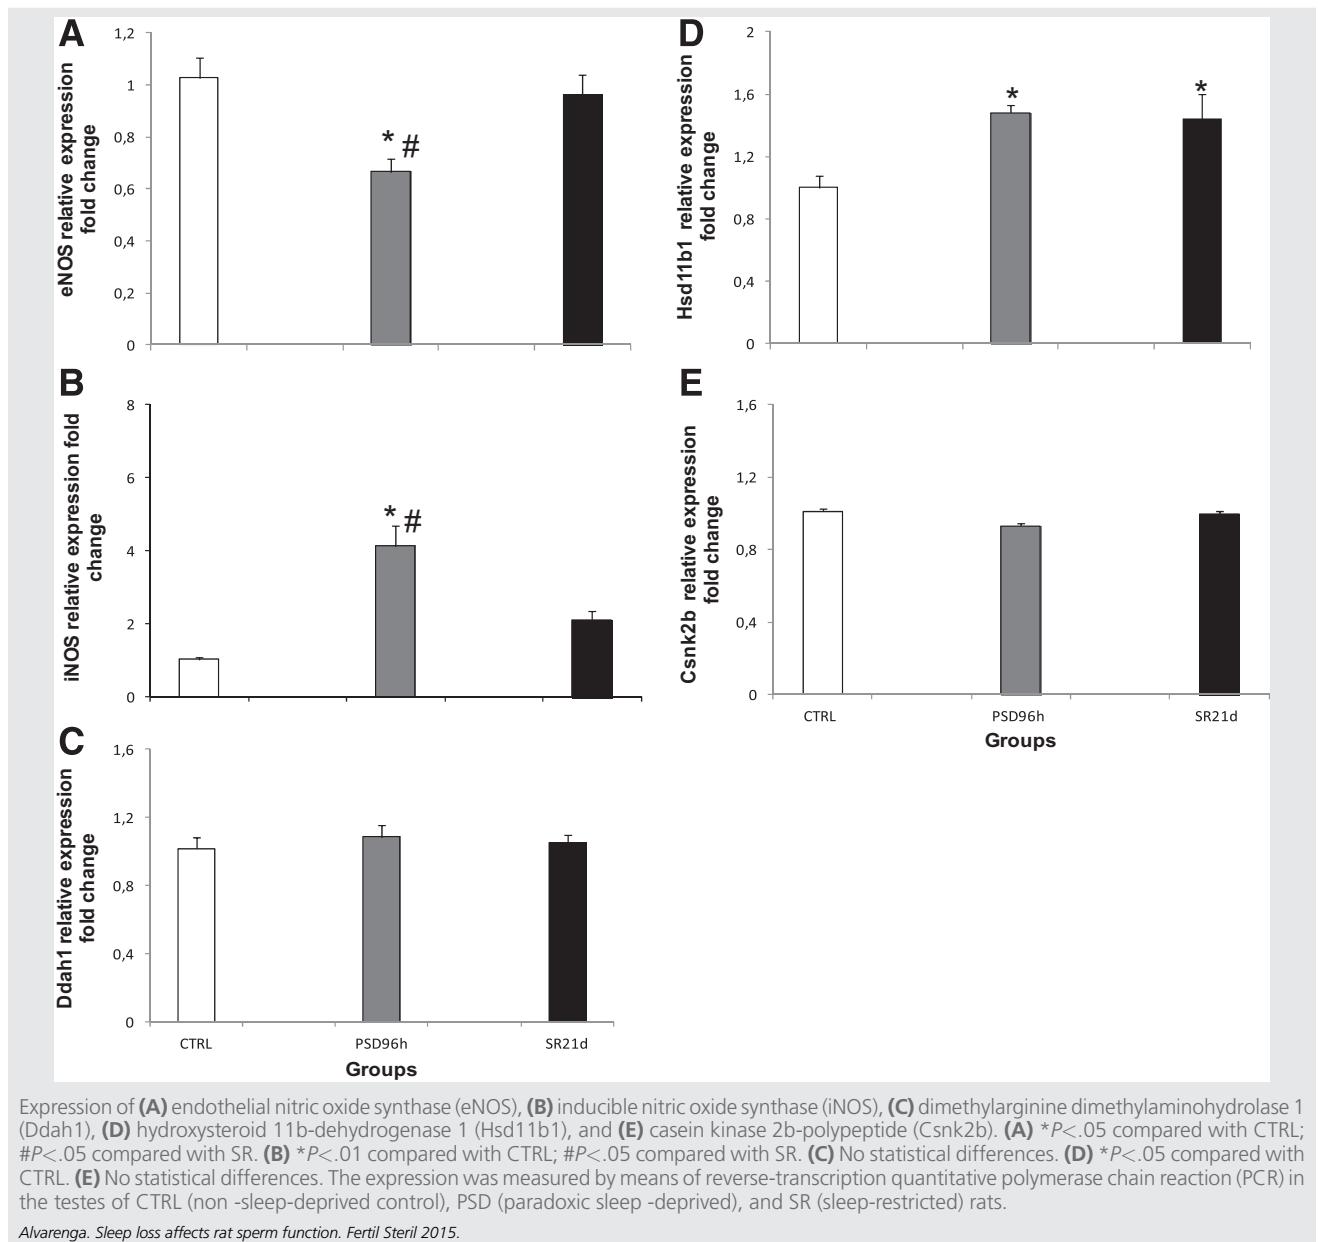 A
eNOS relative expression
fold change
1,2
1
0,8
0,6
0,4
0,2
0
* #
B
iNOS relative expression fold
change
8
6
4
2
0
* #
C
Ddah1 relative expression
fold change
1,6
1,2
0,8
0,4
0
CTRL PSD96h SR21d
Groups
D
Hsd11b1 relative expression
fold change
2
1,6
1,2
0,8
0,4
0
* *
E
Csnk2b relative expression
fold change
1,6
1,2
0,8
0,4
0
CTRL PSD96h SR21d
Groups
Expression of (A) endothelial nitric oxide synthase (eNOS), (B) inducible nitric oxide synthase (iNOS), (C) dimethylarginine dimethylaminohydrolase 1
(Ddah1), (D) hydroxysteroid 11b-dehydrogenase 1 (Hsd11b1), and (E) casein kinase 2b-polypeptide (Csnk2b). (A) *P<.05 compared with CTRL;
#P<.05 compared with SR. (B) *P<.01 compared with CTRL; #P<.05 compared with SR. (C) No statistical differences. (D) *P<.05 compared with
CTRL. (E) No statistical differences. The expression was measured by means of reverse-transcription quantitative polymerase chain reaction (PCR) in
the testes of CTRL (non -sleep-deprived control), PSD (paradoxic sleep -deprived), and SR (sleep-restricted) rats.
Alvarenga. Sleep loss affects rat sperm function. Fertil Steril 2015.